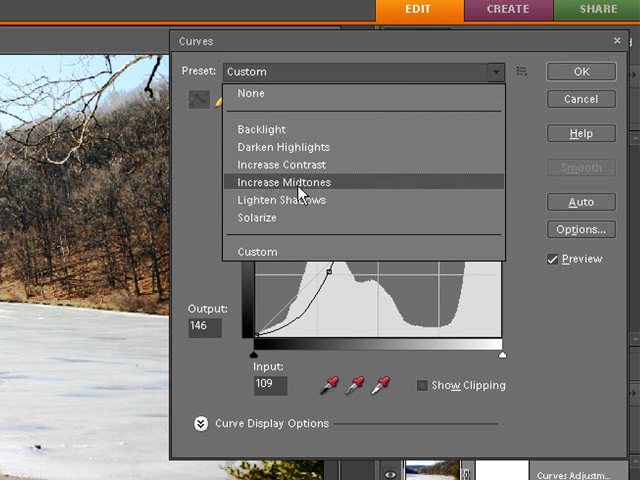 EDIT
CREATE
SHARE
Curves
Preset:
Custom
None
Backlight
Darken Highlights
Increase Contrast
Increase Midtones
Lighten Shadows
Solarize
Custom
OK
Cancel
Help
Smooth
Auto
Options...
Preview
Output:
146
Input:
109
Show Clipping
Curve Display Options
Curves Adjustm...